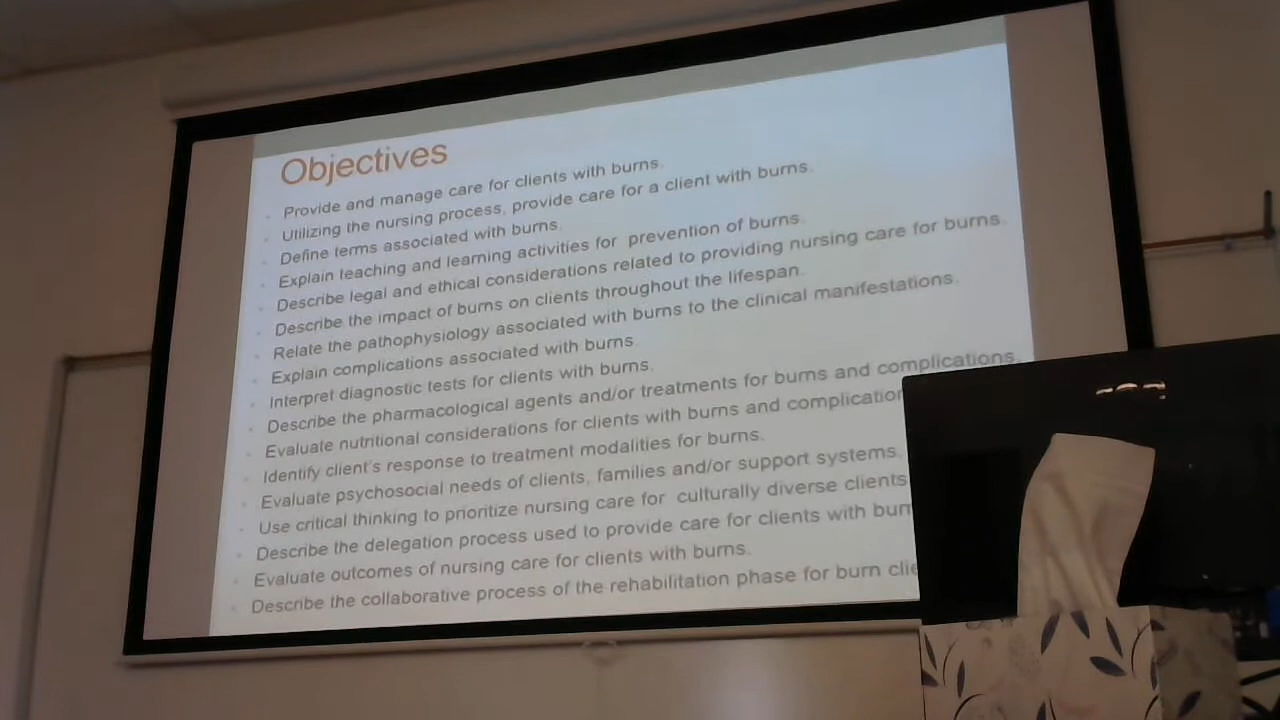 Objectives
Provide and manage care for clients with burns.
Utilizing the nursing process, provide care for a client with burns.
Define terms associated with burns.
Explain teaching and learning activities for prevention of burns.
Describe legal and ethical considerations related to providing nursing care for burns.
Describe the impact of burns on clients throughout the lifespan.
Relate the pathophysiology associated with burns to the clinical manifestations.
Explain complications associated with burns.
Interpret diagnostic tests for clients with burns.
Describe the pharmacological agents and/or treatments for burns and complications.
Evaluate nutritional considerations for clients with burns and
Identify client's response to treatment modalities for burns.
Evaluate psychosocial needs of clients, families and/or support systems.
Use critical thinking to prioritize nursing care for culturally diverse clients
Describe the delegation process used to provide care for clients with
Evaluate outcomes of nursing care for clients with burns.
Describe the collaborative process of the rehabilitation phase for burn